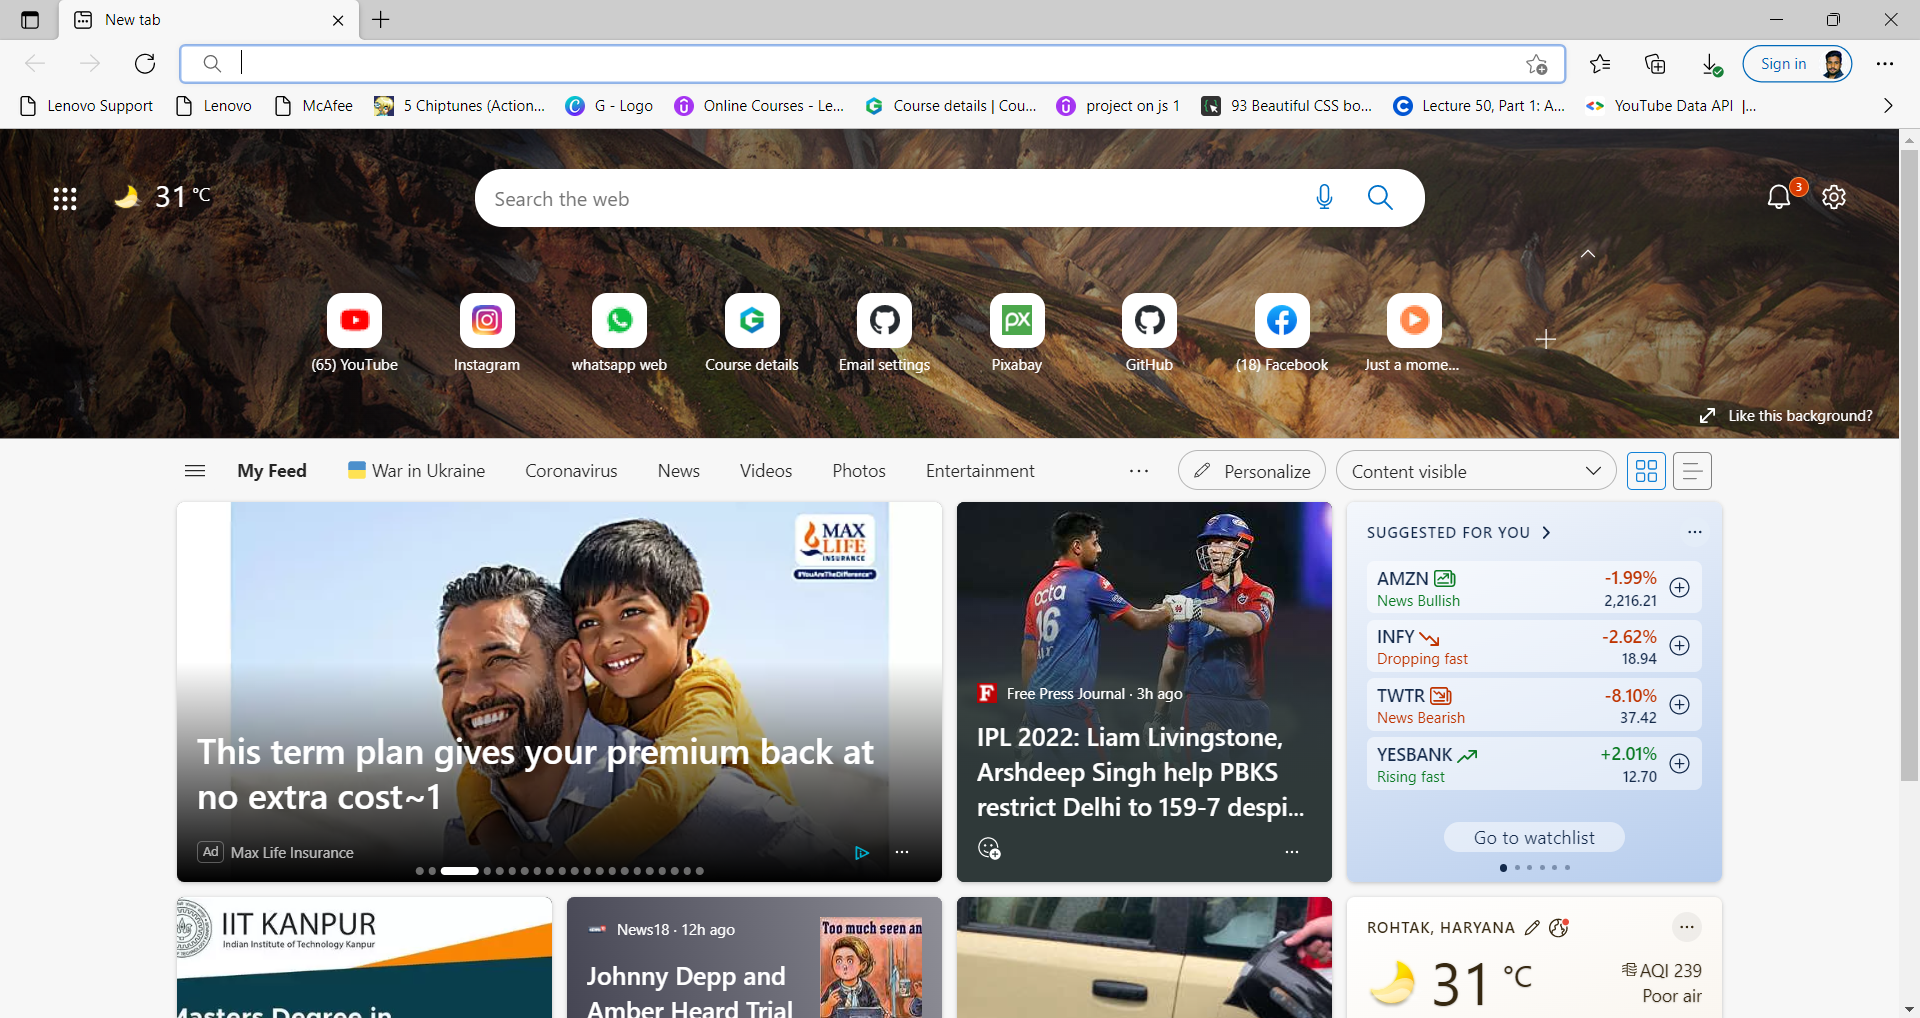 New tab
Sign in
Lenovo Support
Lenovo
McAfee
5 Chiptunes (Action...
G - Logo
Online Courses - Le...
Course details | Cou...
project on js 1
93 Beautiful CSS bo...
Lecture 50, Part 1: A...
YouTube Data API |...
31 °C
Search the web
3
(65) YouTube
Instagram
whatsapp web
Course details
Email settings
Pixabay
GitHub
(18) Facebook
Just a mome...
Like this background?
My Feed
War in Ukraine
Coronavirus
News
Videos
Photos
Entertainment
Personalize
Content visible
MAX
LIFE
INSURANCE
#YouAreTheDifference™
This term plan gives your premium back at
no extra cost~1
Ad Max Life Insurance
octa
16
Free Press Journal · 3h ago
IPL 2022: Liam Livingstone,
Arshdeep Singh help PBKS
restrict Delhi to 159-7 despi...
SUGGESTED FOR YOU
AMZN -1.99%
News Bullish 2,216.21
INFY -2.62%
Dropping fast 18.94
TWTR -8.10%
News Bearish 37.42
YESBANK +2.01%
Rising fast 12.70
Go to watchlist
IIT KANPUR
Indian Institute of Technology Kanpur
Masters Degree in
News18 · 12h ago
Johnny Depp and
Amber Heard Trial
Too much seen an
ROHTAK, HARYANA
31 °C
AQI 239
Poor air